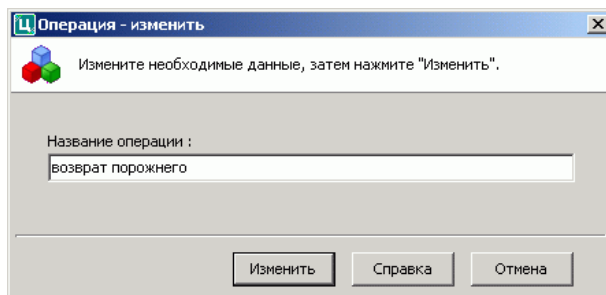 Ц Операция - изменить
Измените необходимые данные, затем нажмите "Изменить".
Название операции :
возврат порожнего
Изменить Справка Отмена